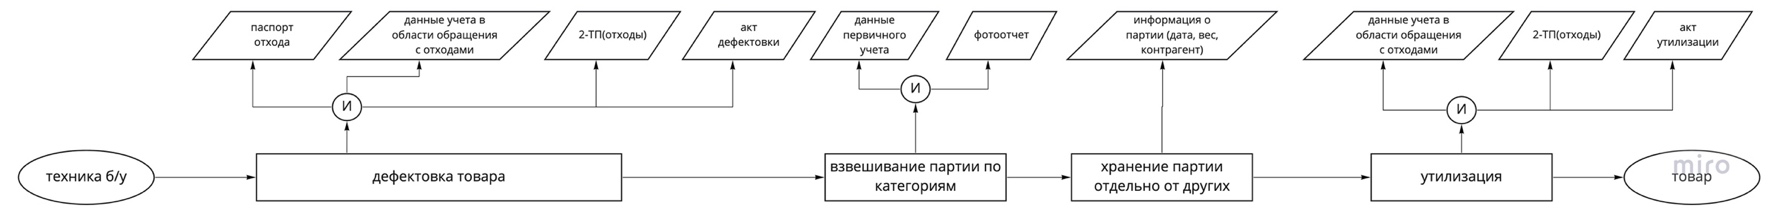 паспорт
отхода
данные учета в
области обращения
с отходами
2-ТП(отходы)
акт
дефектовки
данные
первичного
учета
фотоотчет
информация о
партии (дата, вес,
контрагент)
данные учета в
области обращения
с отходами
2-ТП(отходы)
акт
утилизации
И
И
И
техника б/у
дефектовка товара
взвешивание партии по
категориям
хранение партии
отдельно от других
утилизация
товар
miro